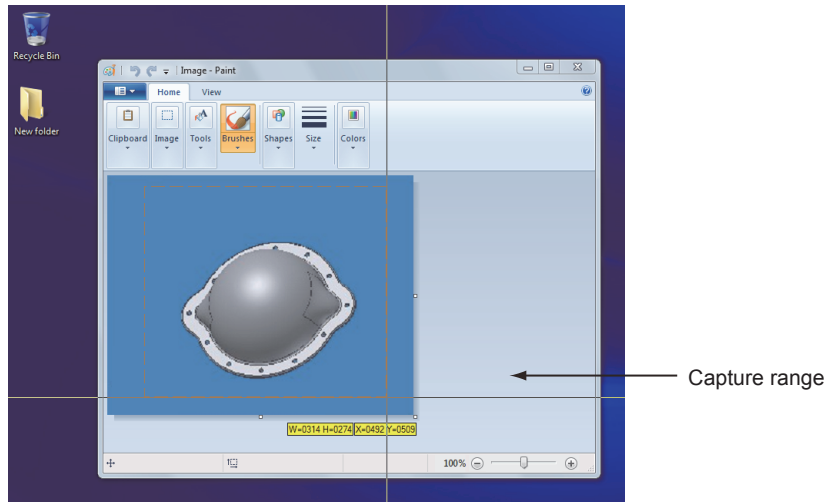 Recycle Bin
New folder
Image - Paint
Home View
Clipboard Image Tools Brushes Shapes Size Colors
W=0314 H=0274 X=0492 Y=0509
Capture range
100%